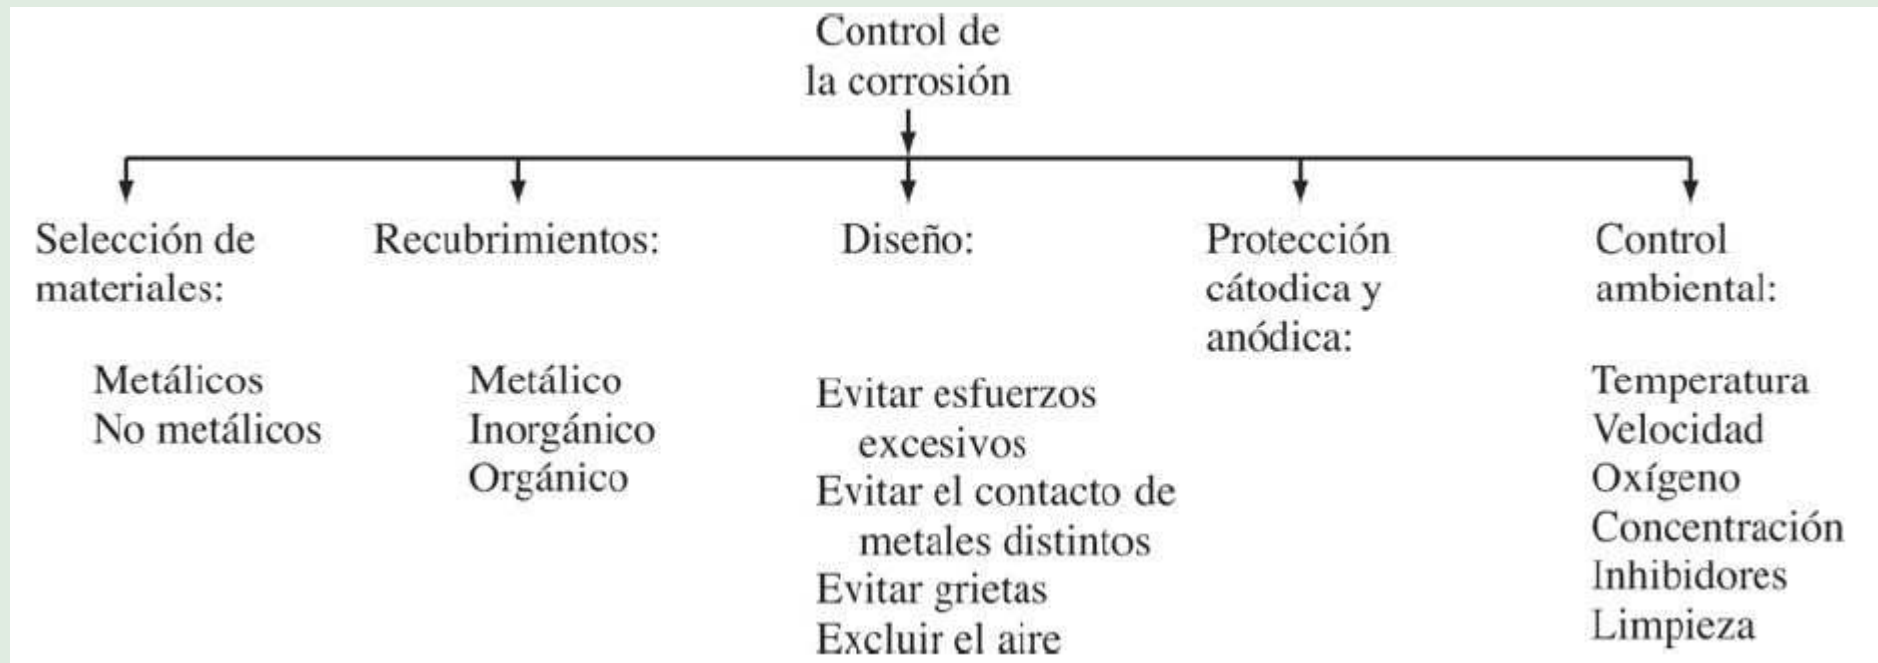 Control de
la corrosión
Selección de
materiales:
Metálicos
No metálicos
Recubrimientos:
Metálico
Inorgánico
Orgánico
Diseño:
Evitar esfuerzos
excesivos
Evitar el contacto de
metales distintos
Evitar grietas
Excluir el aire
Protección
cátodica y
anódica:
Control
ambiental:
Temperatura
Velocidad
Oxígeno
Concentración
Inhibidores
Limpieza